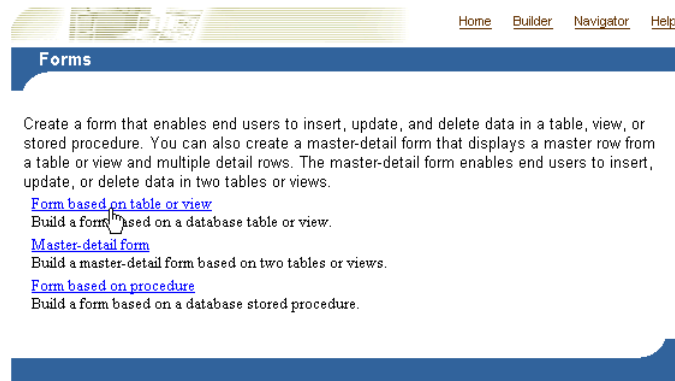 Home Builder Navigator Help
Forms
Create a form that enables end users to insert, update, and delete data in a table, view, or
stored procedure. You can also create a master-detail form that displays a master row from
a table or view and multiple detail rows. The master-detail form enables end users to insert,
update, or delete data in two tables or views.
Form based on table or view
Build a form based on a database table or view.
Master-detail form
Build a master-detail form based on two tables or views.
Form based on procedure
Build a form based on a database stored procedure.